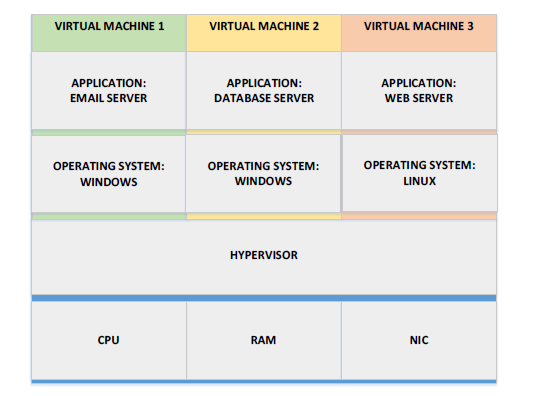 VIRTUAL MACHINE 1
VIRTUAL MACHINE 2
VIRTUAL MACHINE 3
APPLICATION:
EMAIL SERVER
APPLICATION:
DATABASE SERVER
APPLICATION:
WEB SERVER
OPERATING SYSTEM:
WINDOWS
OPERATING SYSTEM:
WINDOWS
OPERATING SYSTEM:
LINUX
HYPERVISOR
CPU
RAM
NIC